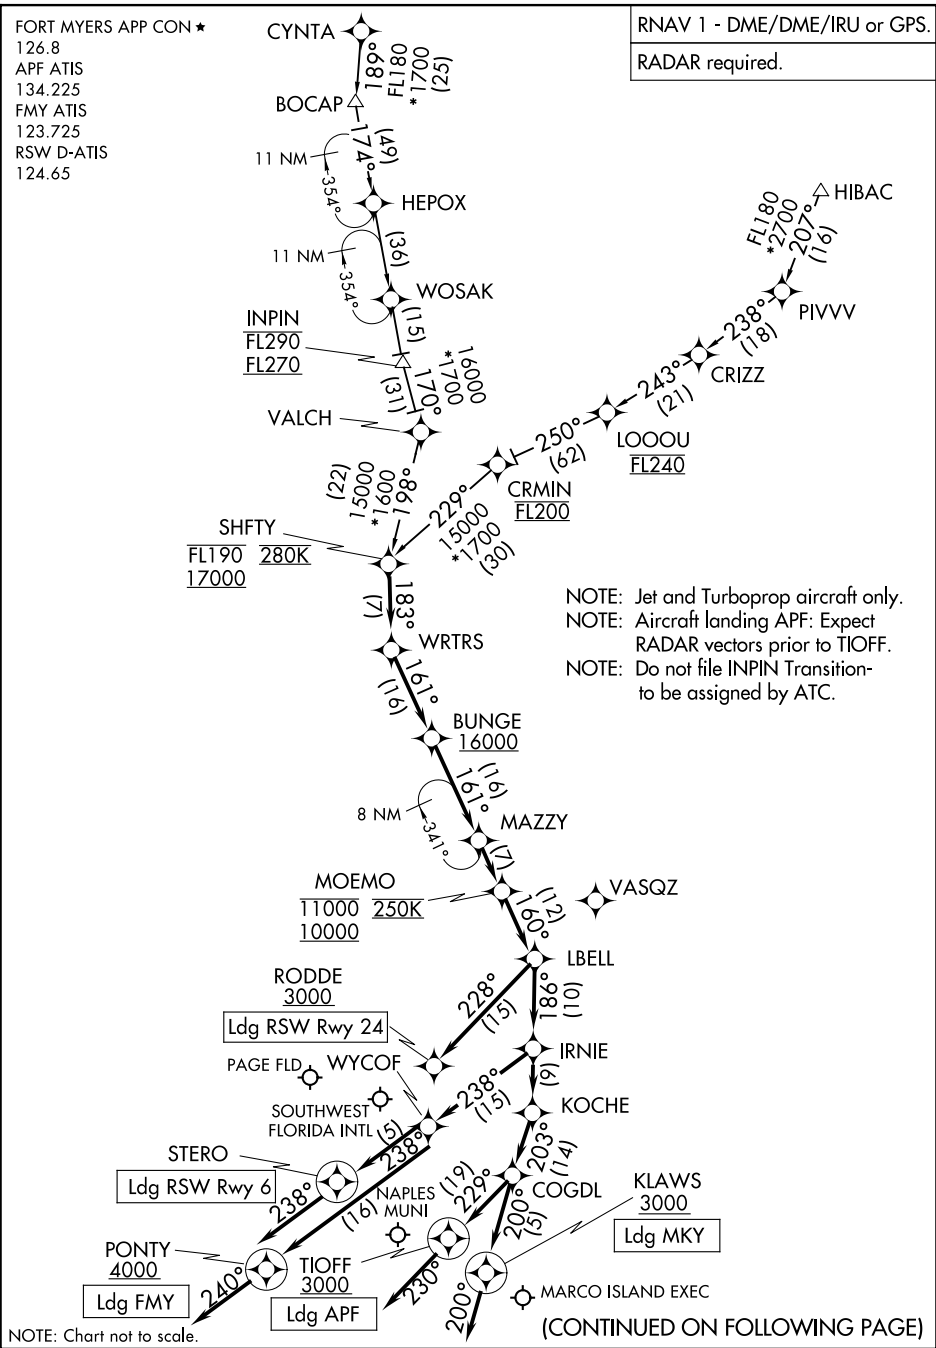 FORT MYERS APP CON ★
126.8
APF ATIS
134.225
FMY ATIS
123.725
RSW D-ATIS
124.65
RNAV 1 - DME/DME/IRU or GPS.
RADAR required.
CYNTA
189°
FL180
*1700
(25)
BOCAP
(49)
174°
11 NM
354°
HEPOX
(36)
11 NM
354°
WOSAK
(15)
INPIN
FL290
FL270
16000
*1700
170°
(31)
VALCH
(22)
15000
*1600
198°
HIBAC
FL180
*2700
207°
(16)
PIVVV
238°
(18)
CRIZZ
243°
(21)
LOOOU
FL240
250°
(62)
CRMIN
FL200
229°
15000
*1700
(30)
SHFTY
FL190 280K
17000
183°
(7)
WRTRS
161°
(16)
BUNGE
16000
(16)
161°
8 NM
341°
MAZZY
(7)
MOEMO
11000 250K
10000
(12)
160°
VASQZ
LBELL
NOTE: Jet and Turboprop aircraft only.
NOTE: Aircraft landing APF: Expect
RADAR vectors prior to TIOFF.
NOTE: Do not file INPIN Transition-
to be assigned by ATC.
RODDE
3000
Ldg RSW Rwy 24
228°
(15)
186°
(10)
IRNIE
(9)
KOCHE
238°
(15)
PAGE FLD
WYCOF
SOUTHWEST
FLORIDA INTL
(5)
238°
203°
(14)
COGDL
STERO
Ldg RSW Rwy 6
238°
(16)
NAPLES
MUNI
(19)
229°
200°
(5)
KLAWS
3000
Ldg MKY
PONTY
4000
Ldg FMY
240°
TIOFF
3000
Ldg APF
230°
200°
MARCO ISLAND EXEC
NOTE: Chart not to scale.
(CONTINUED ON FOLLOWING PAGE)